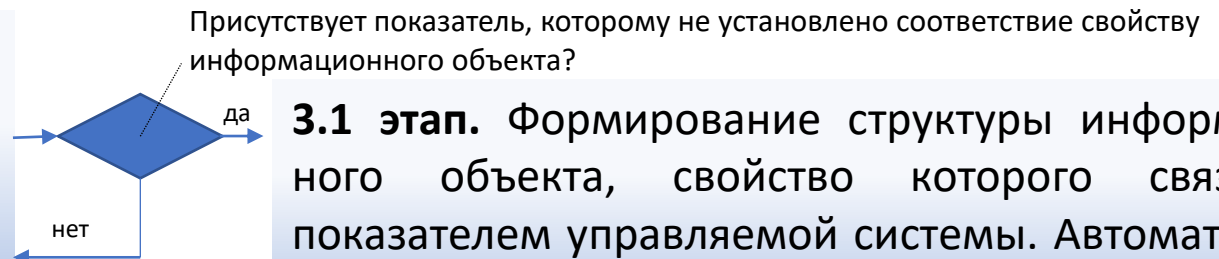 Присутствует показатель, которому не установлено соответствие свойству
информационного объекта?
да
3.1 этап. Формирование структуры информ
ного объекта, свойство которого свя
показателем управляемой системы. Автомат
нет